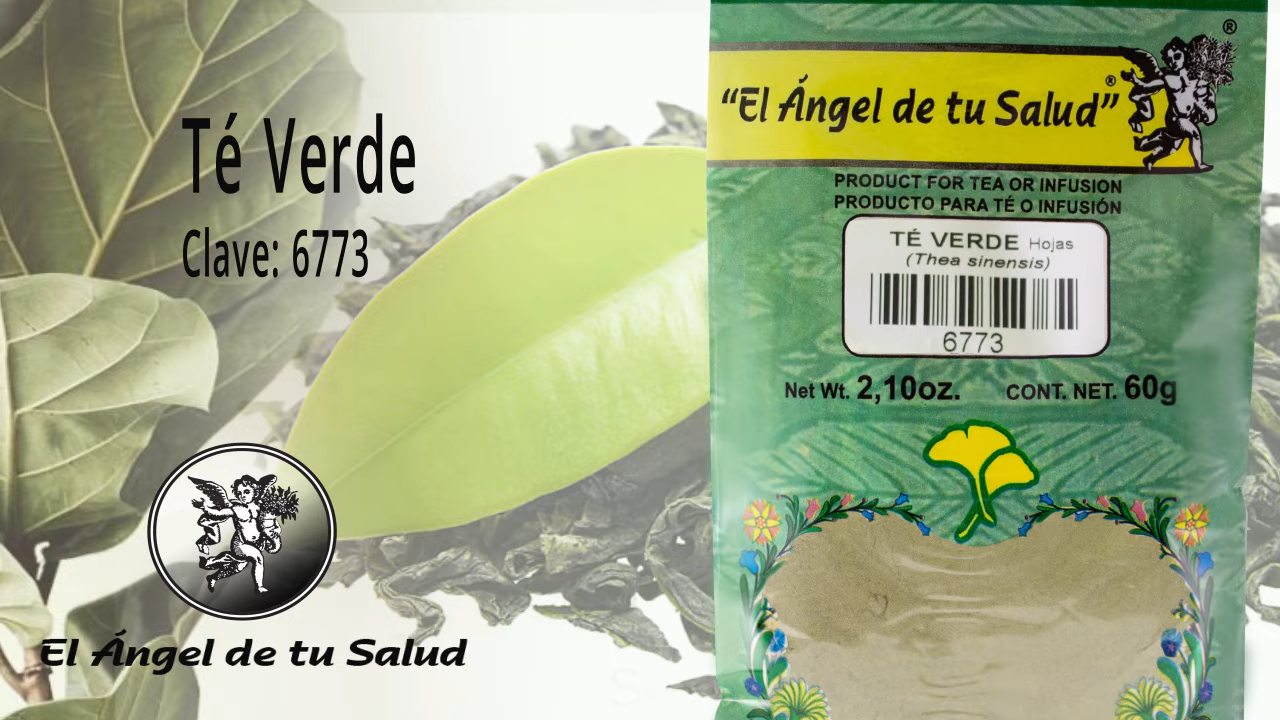 Té Verde
Clave: 6773
El Ángel de tu Salud
®
“El Ángel de tu Salud”®
PRODUCT FOR TEA OR INFUSION
PRODUCTO PARA TÉ O INFUSIÓN
TÉ VERDE Hojas
(Thea sinensis)
6773
Net Wt. 2,10oz. CONT. NET. 60g